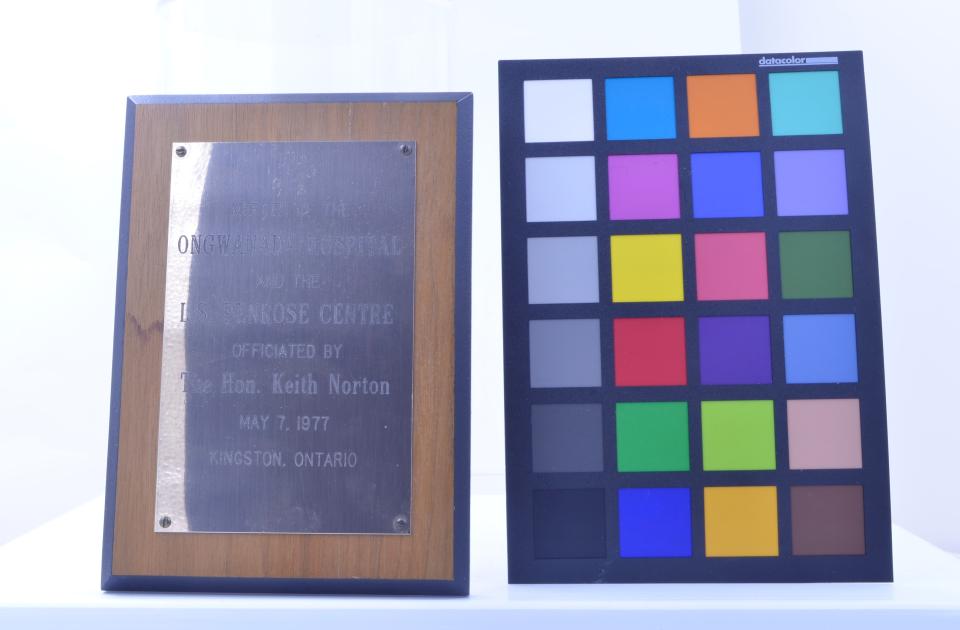 ONGWANADA HOSPITAL
AND THE
L.S. PENROSE CENTRE
OFFICIATED BY
The Hon. Keith Norton
MAY 7, 1977
KINGSTON, ONTARIO
datacolor